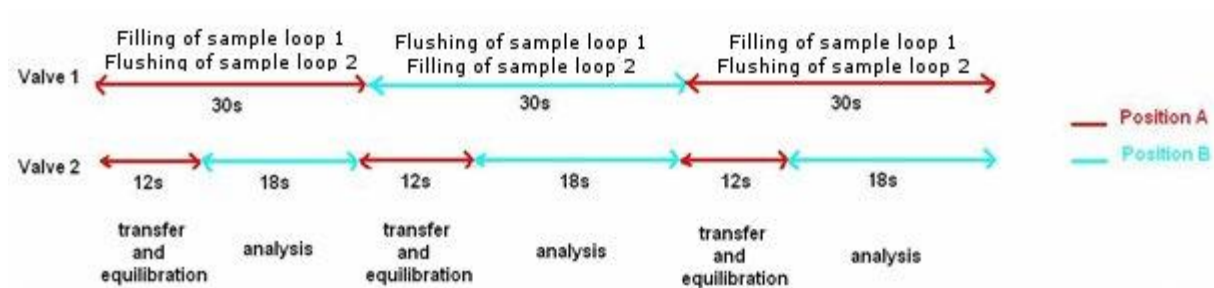 Filling of sample loop 1
Flushing of sample loop 2
Flushing of sample loop 1
Filling of sample loop 2
Filling of sample loop 1
Flushing of sample loop 2
Valve 1
30s
30s
30s
Position A
Position B
Valve 2
12s
18s
12s
18s
12s
18s
transfer
and
equilibration
analysis
transfer
and
equilibration
analysis
transfer
and
equilibration
analysis